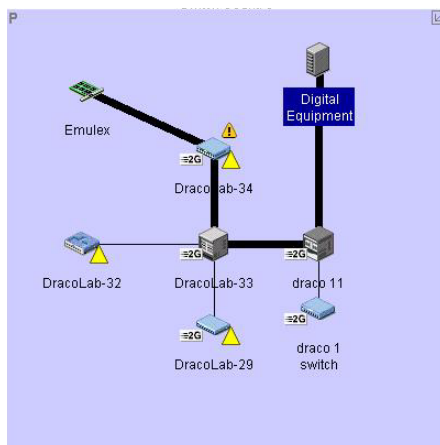 P
Digital
Equipment
Emulex
2G
DracoLab-34
2G
2G
DracoLab-32
DracoLab-33
draco 11
2G
2G
DracoLab-29
draco 1
switch